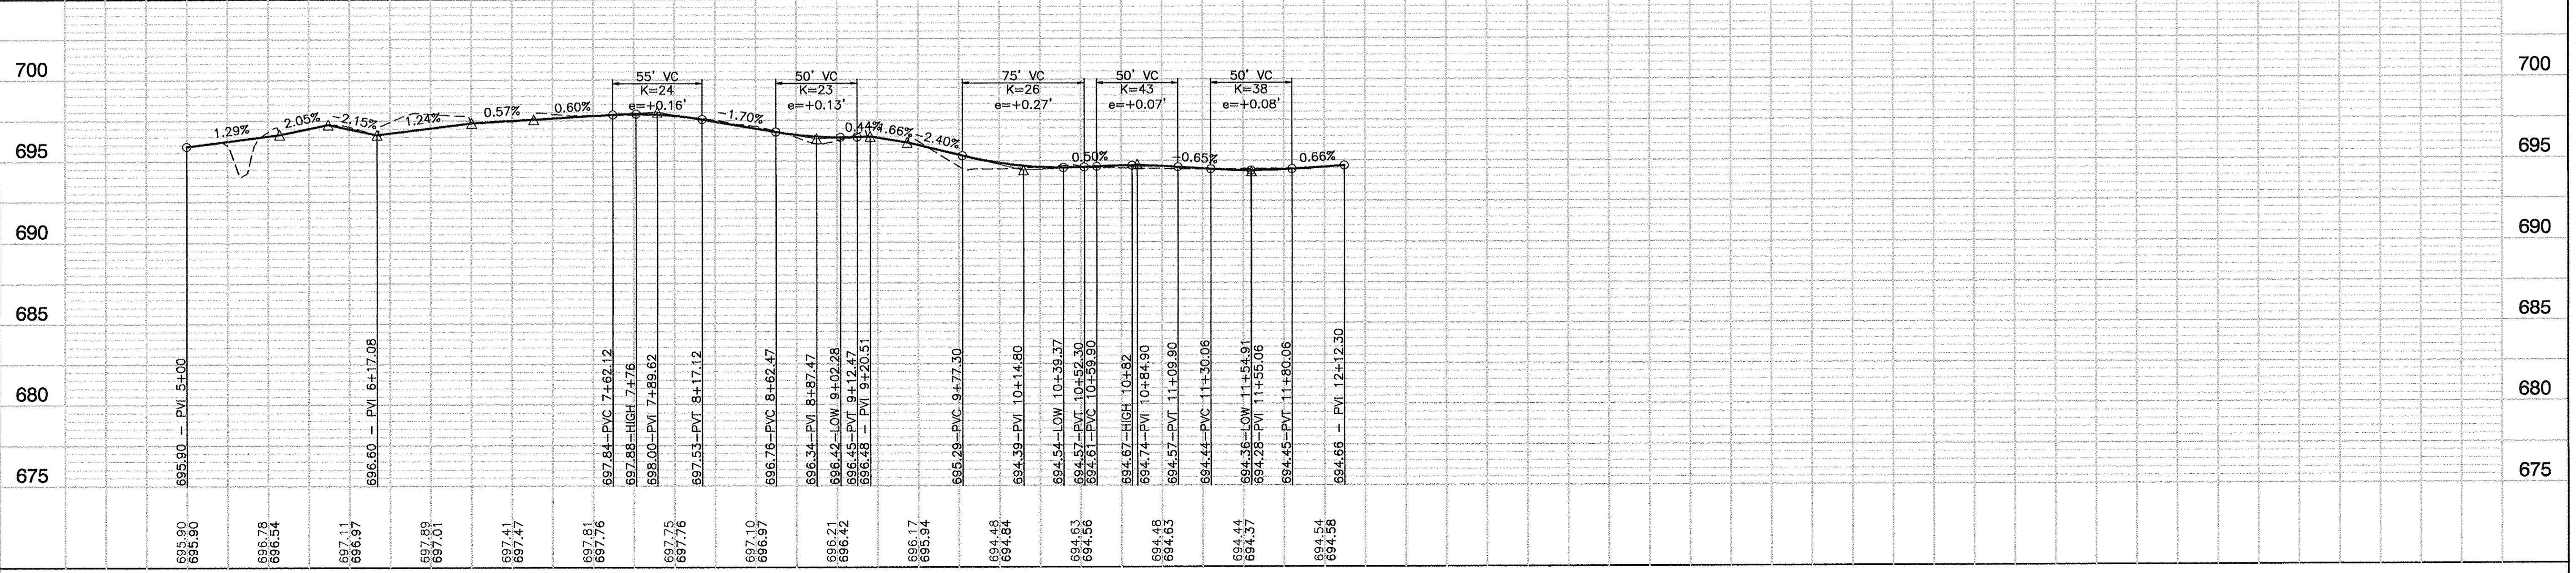 700
700
55' VC
K=24
e=+0.16'
50' VC
K=23
e=+0.13'
75' VC
K=26
e=+0.27'
50' VC
K=43
e=+0.07'
50' VC
K=38
e=+0.08'
1.29%
2.05%
-2.15%
1.24%
0.57%
0.60%
-1.70%
0.44%
-1.66%
-2.40%
0.50%
-0.65%
0.66%
695
695
690
690
685
685
680
680
675
675
695.90 - PVI 5+00
696.60 - PVI 6+17.08
697.84-PVC 7+62.12
697.88-HIGH 7+76
698.00-PVI 7+89.62
697.53-PVT 8+17.12
696.76-PVC 8+62.47
696.34-PVI 8+87.47
696.42-LOW 9+02.28
696.45-PVT 9+12.47
696.48 - PVI 9+20.51
695.29-PVC 9+77.30
694.39-PVI 10+14.80
694.54-LOW 10+39.37
694.57-PVT 10+52.30
694.61-PVC 10+59.90
694.67-HIGH 10+82
694.74-PVI 10+84.90
694.57-PVT 11+09.90
694.44-PVC 11+30.06
694.36-LOW 11+54.91
694.28-PVI 11+55.06
694.45-PVT 11+80.06
694.66 - PVI 12+12.30
695.90
695.90
696.78
696.54
697.11
696.97
697.89
697.01
697.41
697.47
697.81
697.76
697.75
697.76
697.10
696.97
696.21
696.42
696.17
695.94
694.48
694.84
694.63
694.56
694.48
694.63
694.44
694.37
694.54
694.58